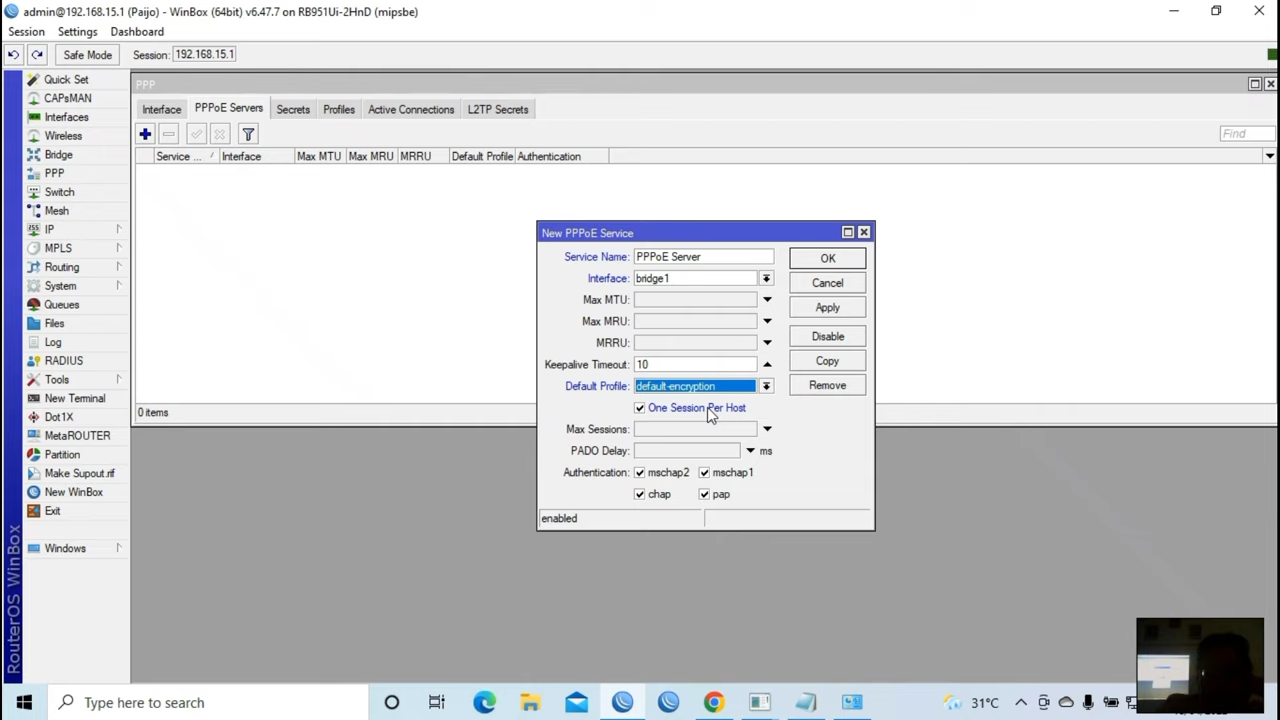 admin@192.168.15.1 (Paijo) - WinBox (64bit) v6.47.7 on RB951Ui-2HnD (mipsbe)
Session Settings Dashboard
Safe Mode Session: 192.168.15.1
Quick Set
CAPsMAN
Interfaces
Wireless
Bridge
PPP
Switch
Mesh
IP
MPLS
Routing
System
Queues
Files
Log
RADIUS
Tools
New Terminal
Dot1X
MetaROUTER
Partition
Make Supout.rif
New WinBox
Exit
Windows
RouterOS WinBox
PPP
Interface PPPoE Servers Secrets Profiles Active Connections L2TP Secrets
Find
Service ... Interface Max MTU Max MRU MRRU Default Profile Authentication
0 items
New PPPoE Service
Service Name: PPPoE Server
Interface: bridge1
Max MTU:
Max MRU:
MRRU:
Keepalive Timeout: 10
Default Profile: default-encryption
One Session Per Host
Max Sessions:
PADO Delay: ms
Authentication: mschap2 mschap1
chap pap
enabled
OK
Cancel
Apply
Disable
Copy
Remove
Type here to search
31°C